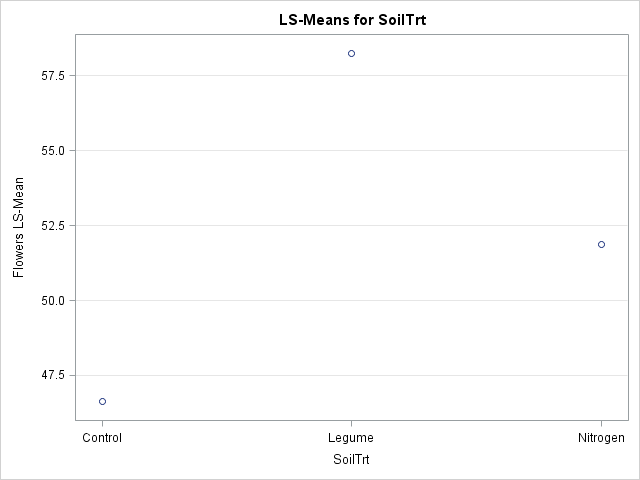 LS-Means for SoilTrt
57.5
55.0
52.5
50.0
47.5
Flowers LS-Mean
Control Legume Nitrogen
SoilTrt